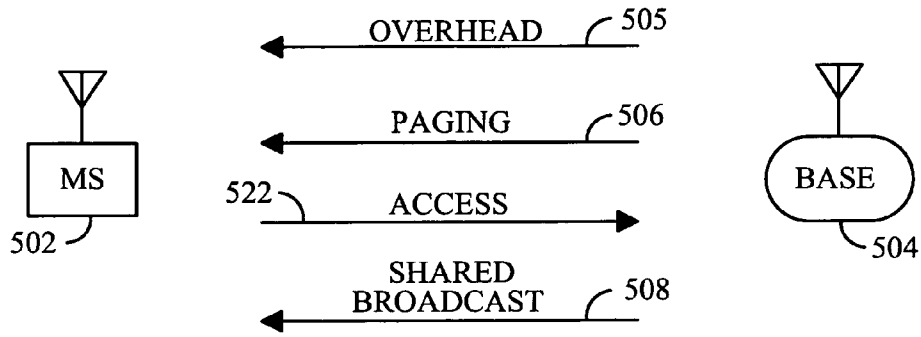 OVERHEAD
505
PAGING
506
MS
502
522
ACCESS
BASE
504
SHARED
BROADCAST
508